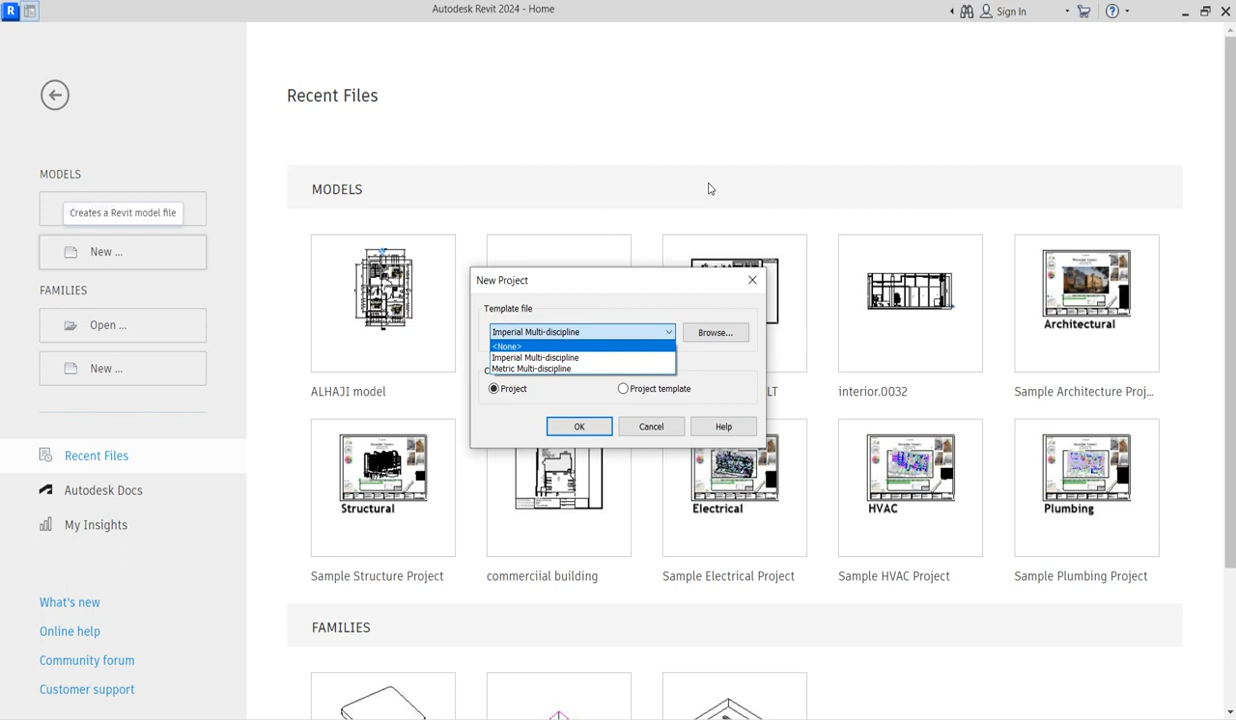 R
Autodesk Revit 2024 - Home
Sign In
?
Recent Files
MODELS
Creates a Revit model file
New ...
FAMILIES
Open ...
New ...
Recent Files
Autodesk Docs
My Insights
What's new
Online help
Community forum
Customer support
MODELS
New Project
Template file
Imperial Multi-discipline
Browse...
<None>
Imperial Multi-discipline
Metric Multi-discipline
C
Project
Project template
OK
Cancel
Help
Architectural
ALHAJI model
LT
interior.0032
Sample Architecture Proj...
Structural
Electrical
HVAC
Plumbing
Sample Structure Project
commerciial building
Sample Electrical Project
Sample HVAC Project
Sample Plumbing Project
FAMILIES